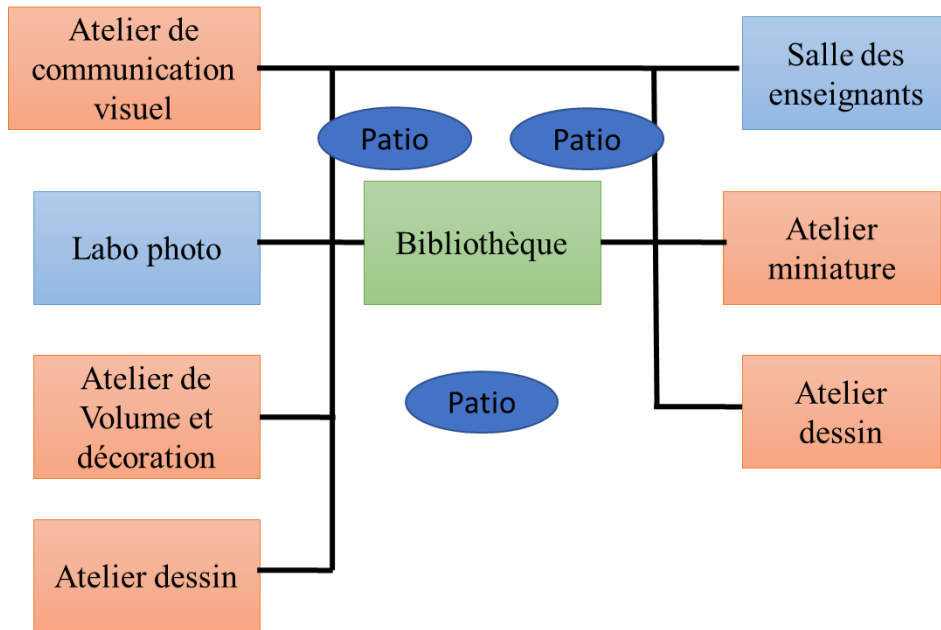 Atelier de
communication
visuel
Salle des
enseignants
Patio
Patio
Labo photo
Bibliothèque
Atelier
miniature
Atelier de
Volume et
décoration
Patio
Atelier
dessin
Atelier dessin